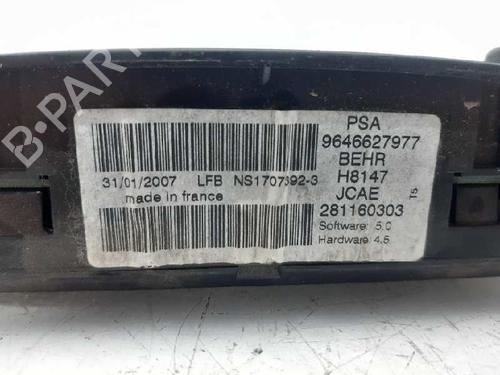 PSA
9646627977
BEHR
H8147
JCAE
281160303
T5
Software: 5.0
Hardware 4.5
31/01/2007 LFB NS1707392-3
made in france